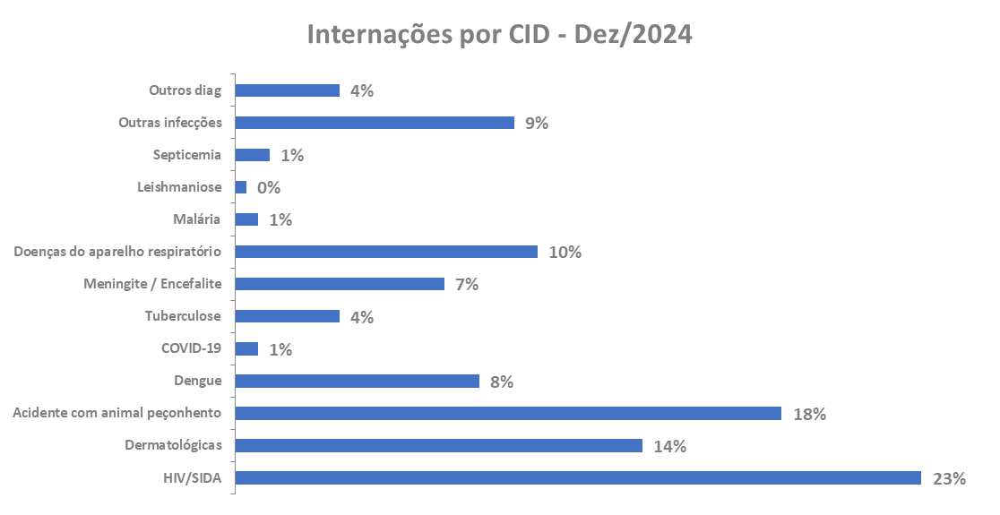 Internações por CID - Dez/2024
Outros diag 4%
Outras infecções 9%
Septicemia 1%
Leishmaniose 0%
Malária 1%
Doenças do aparelho respiratório 10%
Meningite / Encefalite 7%
Tuberculose 4%
COVID-19 1%
Dengue 8%
Acidente com animal peçonhento 18%
Dermatológicas 14%
HIV/SIDA 23%